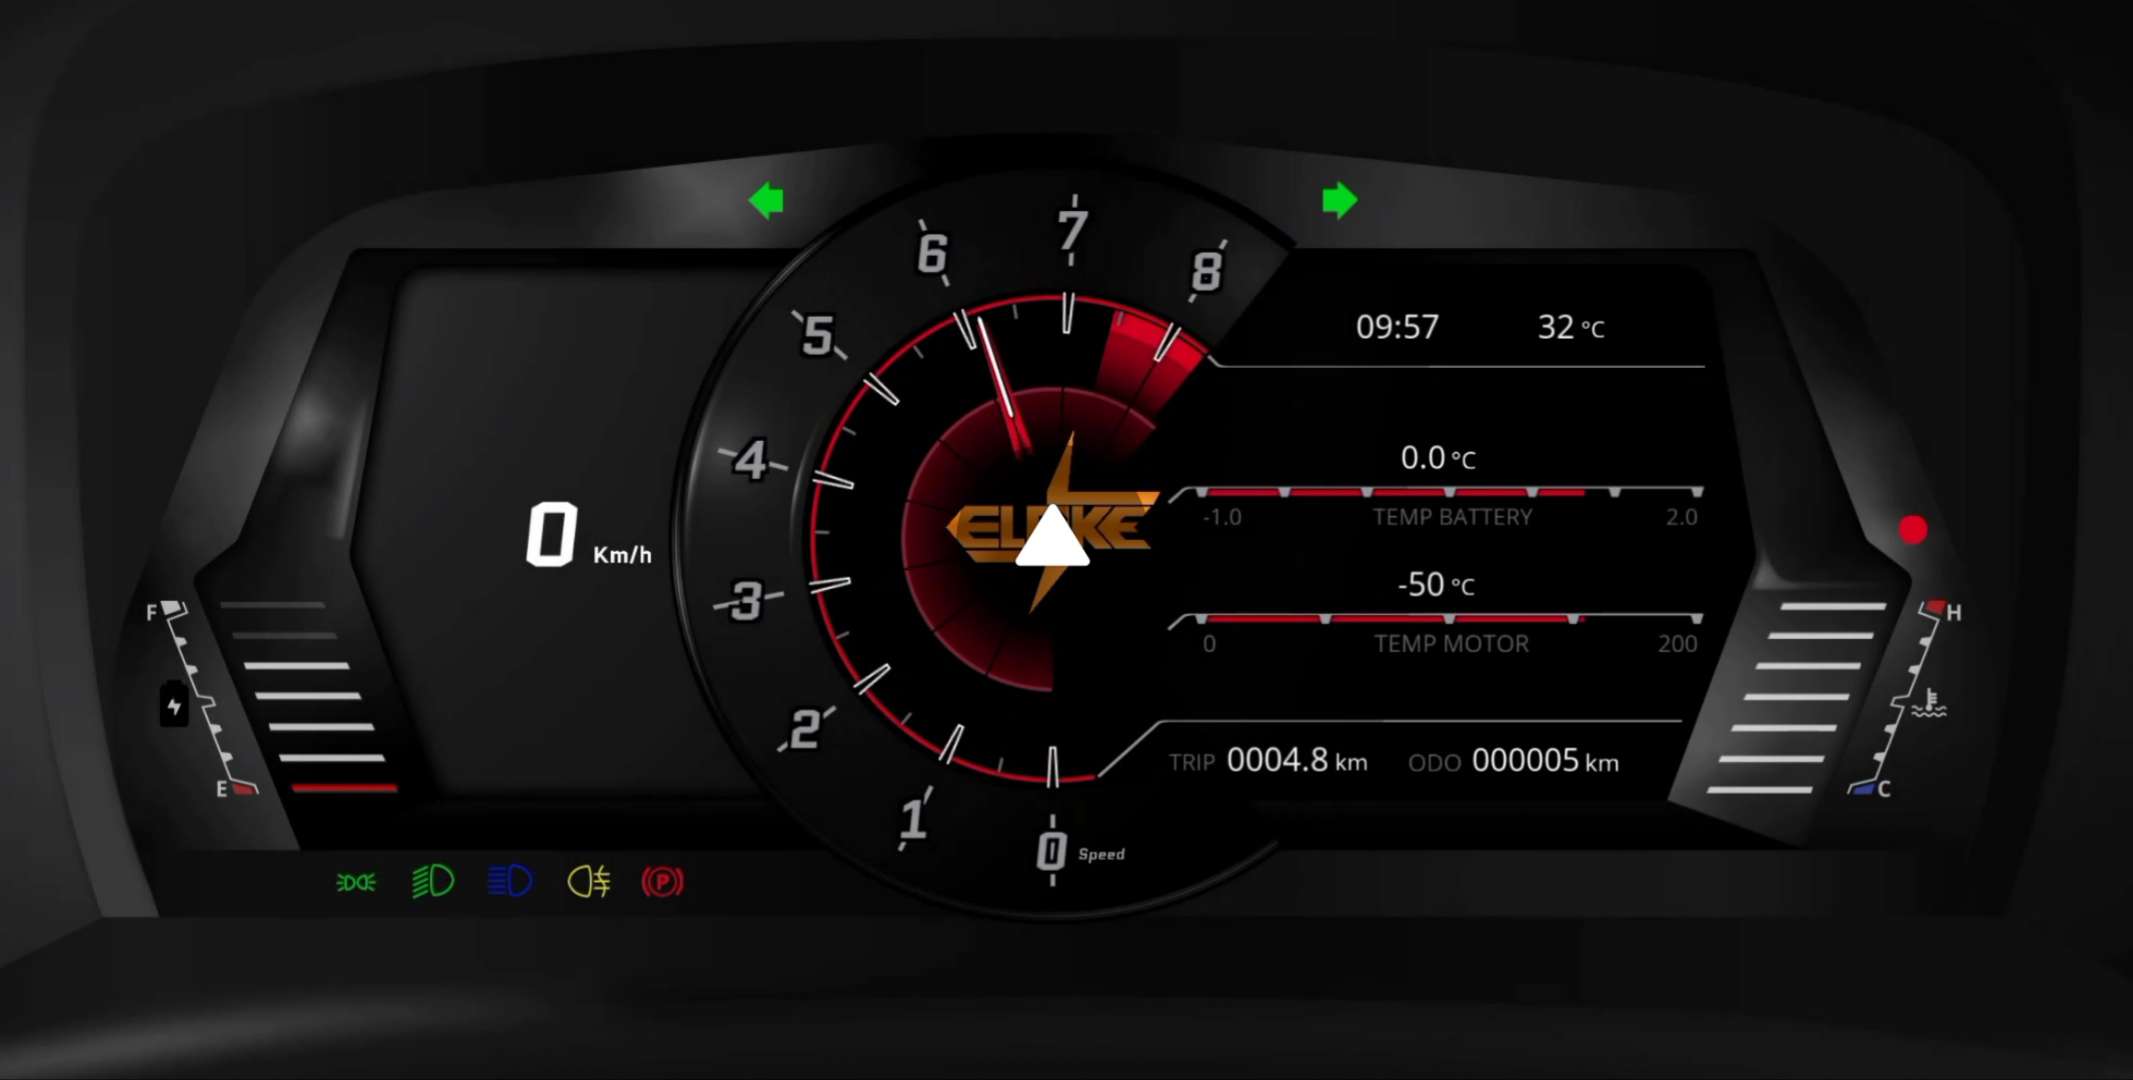 6
7
8
5
4
3
2
1
0 Speed
0 Km/h
09:57 32 °C
0.0 °C
-1.0 TEMP BATTERY 2.0
-50 °C
0 TEMP MOTOR 200
TRIP 0004.8 km ODO 000005 km
F
E
H
C
P